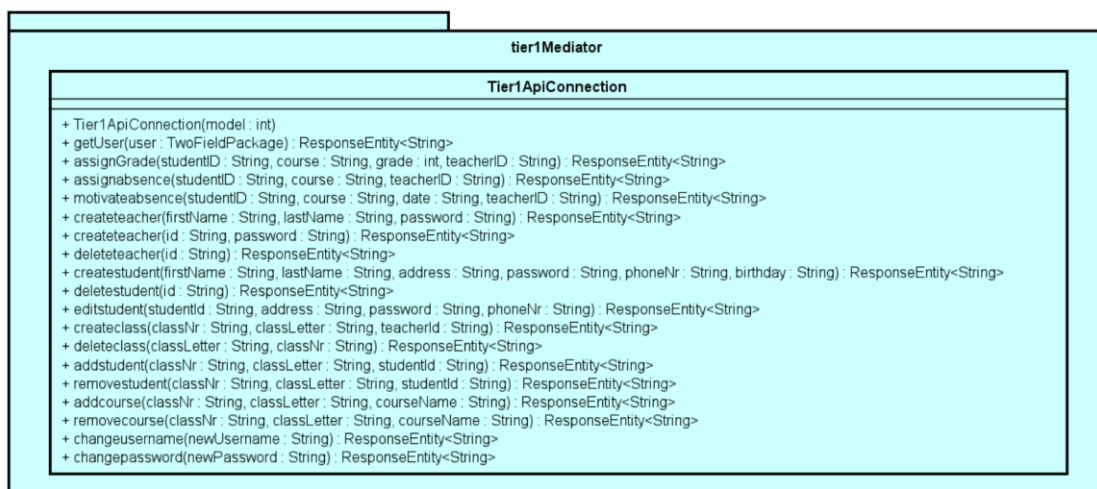 tier1Mediator
Tier1ApiConnection
+ Tier1ApiConnection(model : int)
+ getUser(user : TwoFieldPackage) : ResponseEntity<String>
+ assignGrade(studentID : String, course : String, grade : int, teacherID : String) : ResponseEntity<String>
+ assignabsence(studentID : String, course : String, teacherID : String) : ResponseEntity<String>
+ motivateabsence(studentID : String, course : String, date : String, teacherID : String) : ResponseEntity<String>
+ createteacher(firstName : String, lastName : String, password : String) : ResponseEntity<String>
+ createteacher(id : String, password : String) : ResponseEntity<String>
+ deleteteacher(id : String) : ResponseEntity<String>
+ createstudent(firstName : String, lastName : String, address : String, password : String, phoneNr : String, birthday : String) : ResponseEntity<String>
+ deletestudent(id : String) : ResponseEntity<String>
+ editstudent(studentId : String, address : String, password : String, phoneNr : String) : ResponseEntity<String>
+ createclass(classNr : String, classLetter : String, teacherId : String) : ResponseEntity<String>
+ deleteclass(classLetter : String, classNr : String) : ResponseEntity<String>
+ addstudent(classNr : String, classLetter : String, studentId : String) : ResponseEntity<String>
+ removestudent(classNr : String, classLetter : String, studentId : String) : ResponseEntity<String>
+ addcourse(classNr : String, classLetter : String, courseName : String) : ResponseEntity<String>
+ removecourse(classNr : String, classLetter : String, courseName : String) : ResponseEntity<String>
+ changeusername(newUsername : String) : ResponseEntity<String>
+ changepassword(newPassword : String) : ResponseEntity<String>